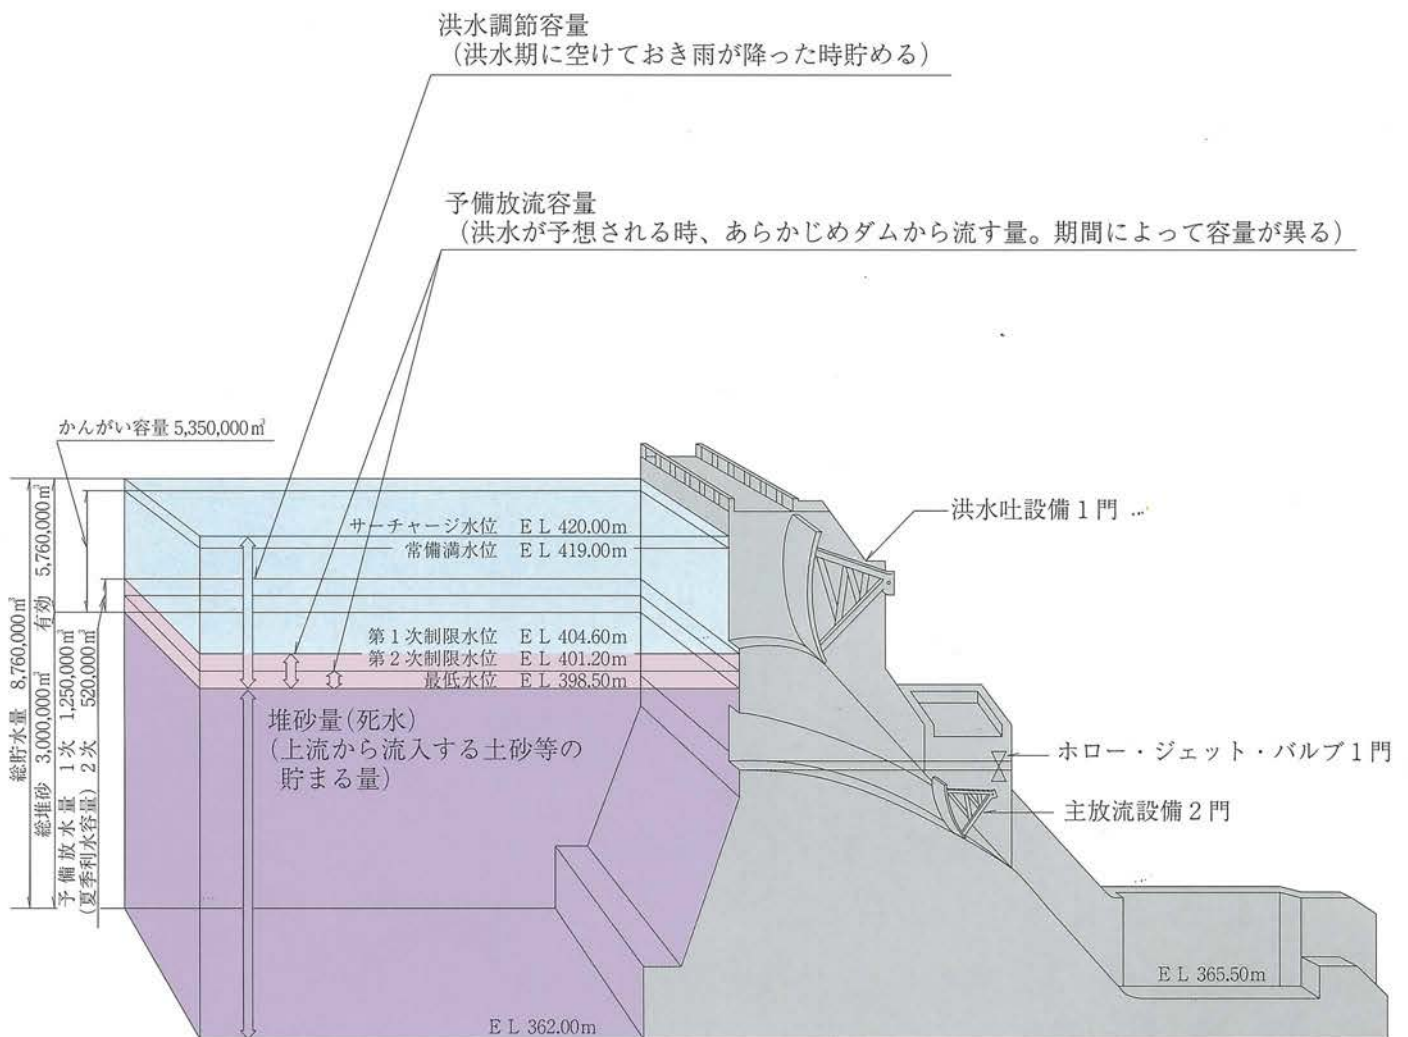 洪水調節容量
（洪水期に空けておき雨が降った時貯める）
予備放流容量
（洪水が予想される時、あらかじめダムから流す量。期間によって容量が異る）
かんがい容量 5,350,000㎥
総貯水量 8,760,000㎥
総堆砂 3,000,000㎥
有効 5,760,000㎥
予備放水量 1次 1,250,000㎥
(夏季利水容量) 2次 520,000㎥
サーチャージ水位 EL 420.00m
常備満水位 EL 419.00m
第1次制限水位 EL 404.60m
第2次制限水位 EL 401.20m
最低水位 EL 398.50m
堆砂量(死水)
(上流から流入する土砂等の
貯まる量)
EL 362.00m
洪水吐設備1門
ホロー・ジェット・バルブ1門
主放流設備2門
EL 365.50m